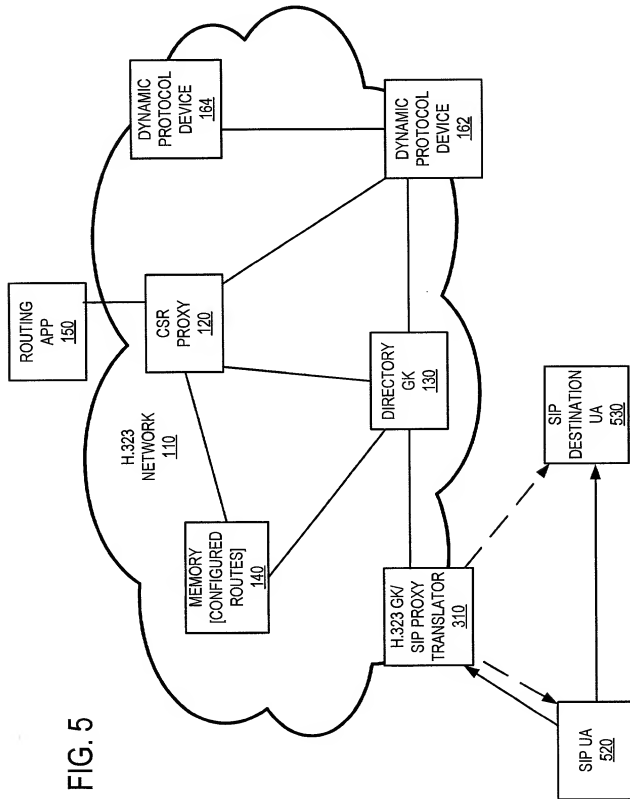 FIG. 5
ROUTING
APP
150
H.323
NETWORK
110
CSR
PROXY
120
DYNAMIC
PROTOCOL
DEVICE
164
MEMORY
[CONFIGURED
ROUTES]
140
DIRECTORY
GK
130
DYNAMIC
PROTOCOL
DEVICE
162
H.323 GK/
SIP PROXY
TRANSLATOR
310
SIP UA
520
SIP
DESTINATION
UA
530